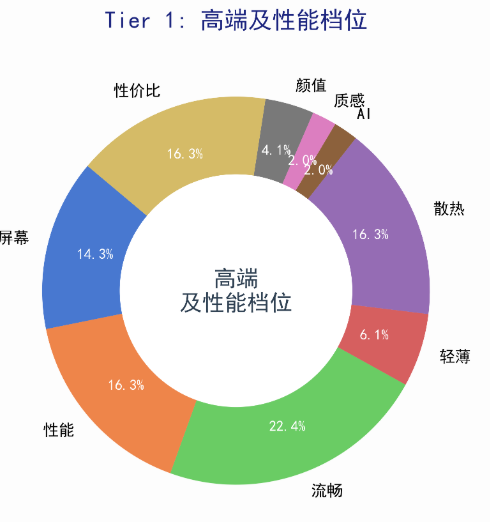 Tier 1: 高端及性能档位
颜值
质感
AI
性价比
4.1%
2.0%
2.0%
16.3%
散热
16.3%
屏幕
14.3%
高端
及性能档位
6.1%
轻薄
16.3%
22.4%
性能
流畅